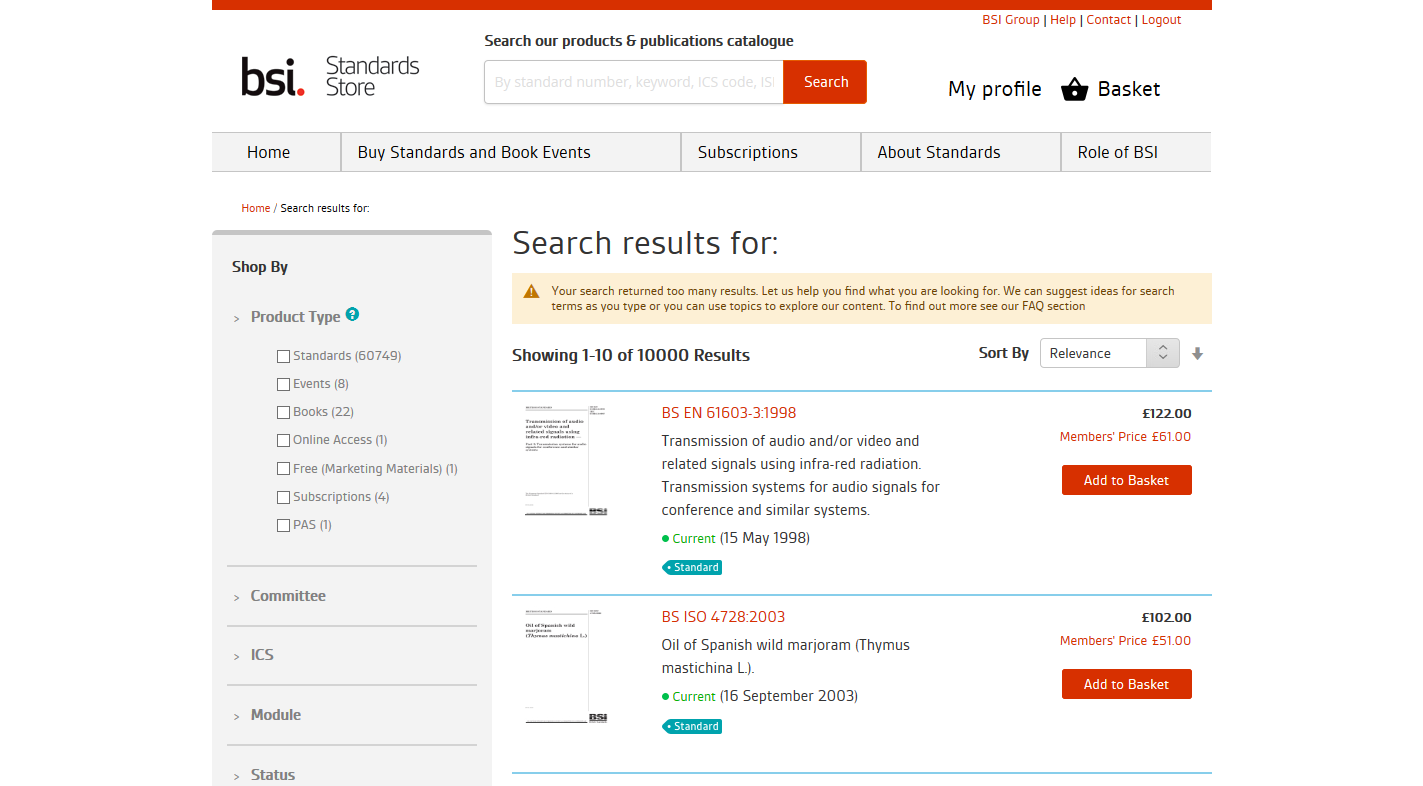 BSI Group | Help | Contact | Logout
Search our products & publications catalogue
bsi. Standards Store
By standard number, keyword, ICS code, ISI
Search
My profile
Basket
Home
Buy Standards and Book Events
Subscriptions
About Standards
Role of BSI
Home / Search results for:
Shop By
> Product Type ?
Standards (60749)
Events (8)
Books (22)
Online Access (1)
Free (Marketing Materials) (1)
Subscriptions (4)
PAS (1)
> Committee
> ICS
> Module
> Status
Search results for:
Your search returned too many results. Let us help you find what you are looking for. We can suggest ideas for search
terms as you type or you can use topics to explore our content. To find out more see our FAQ section
Showing 1-10 of 10000 Results
Sort By Relevance
Transmission of audio
and/or video and
related signals using
infra-red radiation —
BSI
BS EN 61603-3:1998
Transmission of audio and/or video and
related signals using infra-red radiation.
Transmission systems for audio signals for
conference and similar systems.
Current (15 May 1998)
Standard
£122.00
Members' Price £61.00
Add to Basket
Oil of Spanish wild
marjoram
(Thymus mastichina L.)
BSI
BS ISO 4728:2003
Oil of Spanish wild marjoram (Thymus
mastichina L.).
Current (16 September 2003)
Standard
£102.00
Members' Price £51.00
Add to Basket